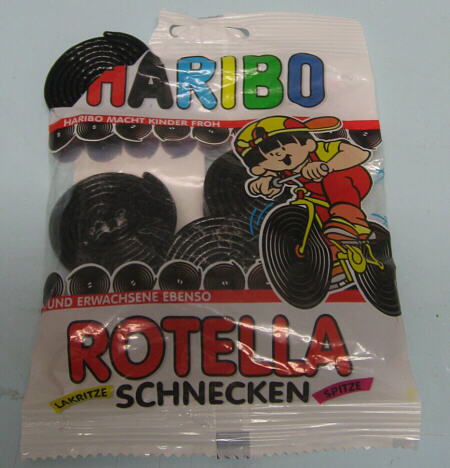 HARIBO
HARIBO MACHT KINDER FROH
UND ERWACHSENE EBENSO
ROTELLA
LAKRITZE SCHNECKEN SPITZE